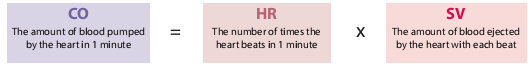 CO
The amount of blood pumped
by the heart in 1 minute
=
HR
The number of times the
heart beats in 1 minute
x
SV
The amount of blood ejected
by the heart with each beat